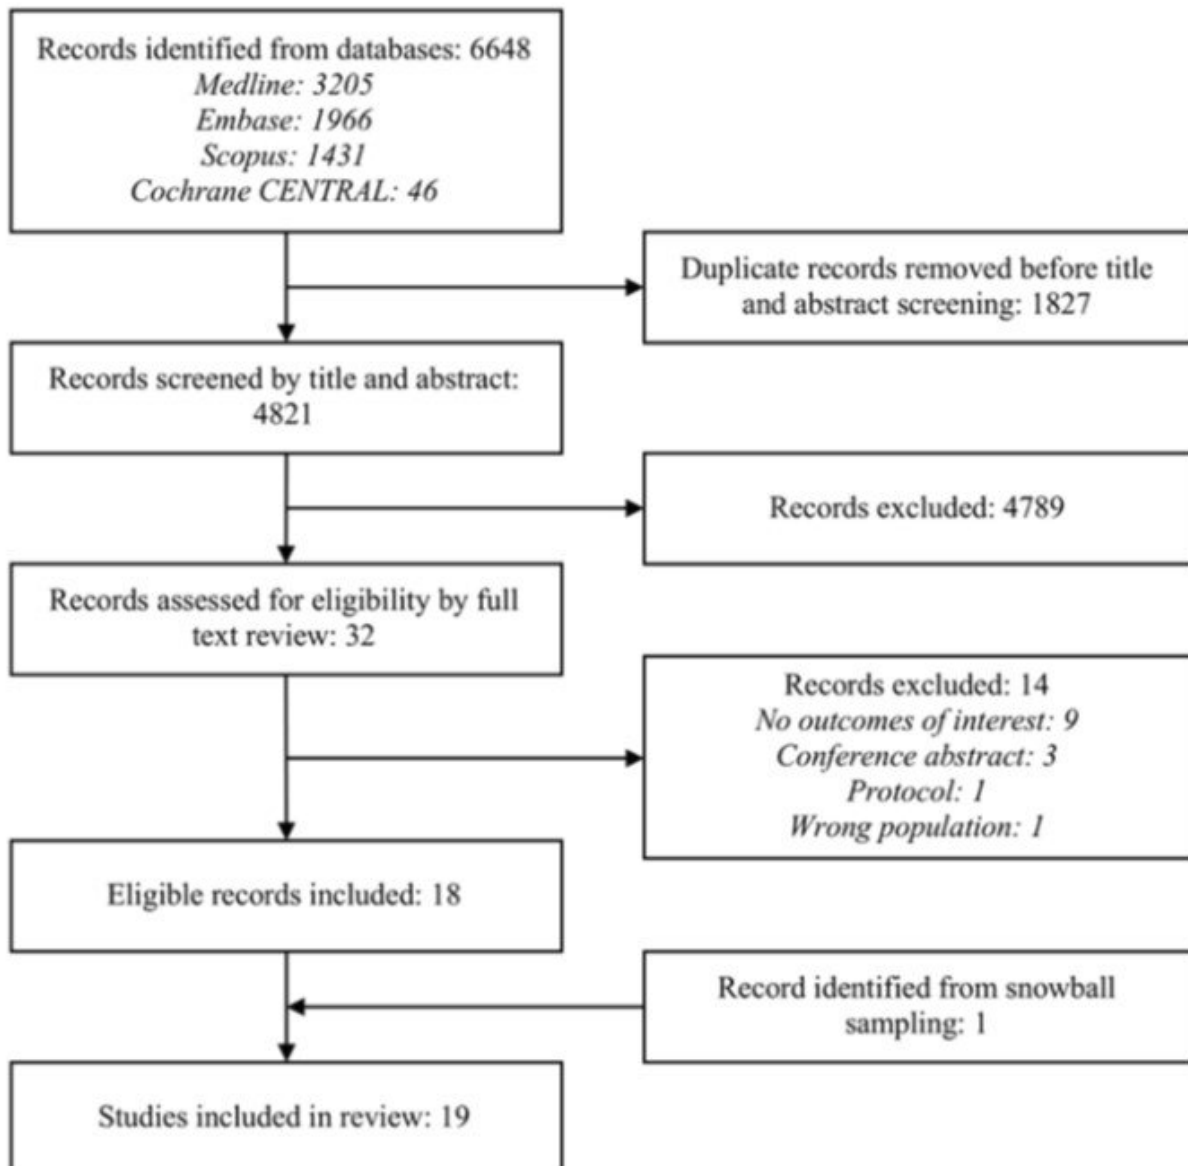 Records identified from databases: 6648
Medline: 3205
Embase: 1966
Scopus: 1431
Cochrane CENTRAL: 46
Duplicate records removed before title
and abstract screening: 1827
Records screened by title and abstract:
4821
Records excluded: 4789
Records assessed for eligibility by full
text review: 32
Records excluded: 14
No outcomes of interest: 9
Conference abstract: 3
Protocol: 1
Wrong population: 1
Eligible records included: 18
Record identified from snowball
sampling: 1
Studies included in review: 19